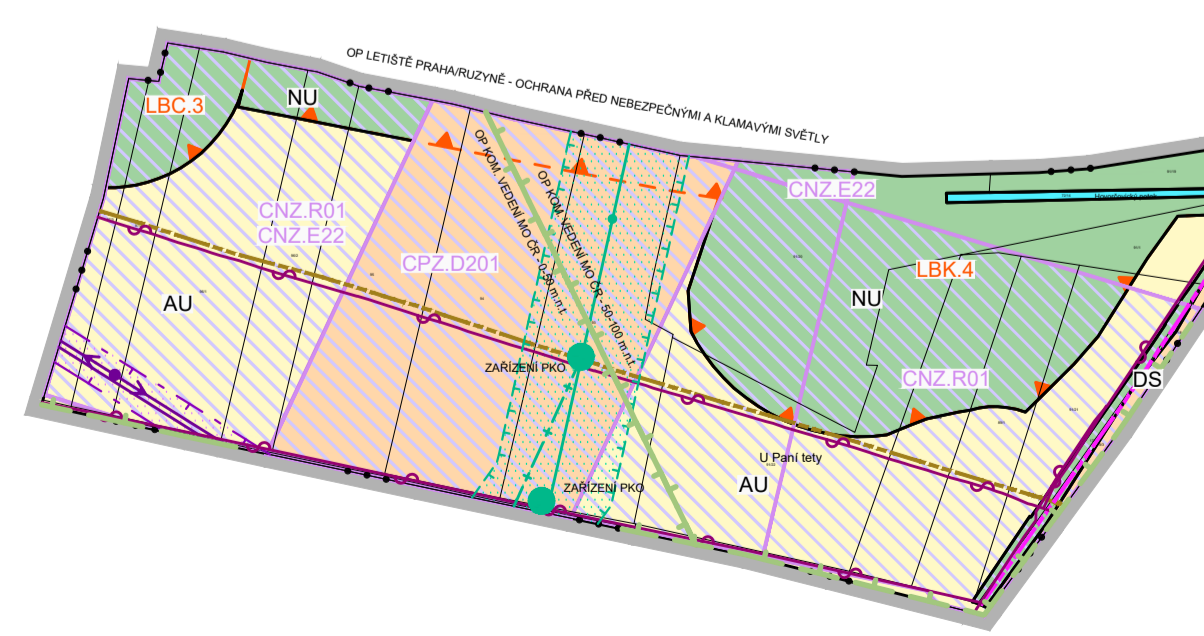 OP LETIŠTĚ PRAHA/RUZYNĚ - OCHRANA PŘED NEBEZPEČNÝMI A KLAMAVÝMI SVĚTLY
LBC.3
NU
OP KOM. VEDENÍ MO ČR - 0-50 m.n.t.
OP KOM. VEDENÍ MO ČR - 50-100 m.n.t.
CNZ.E22
CNZ.R01
CNZ.E22
CPZ.D201
LBK.4
NU
AU
ZAŘÍZENÍ PKO
CNZ.R01
DS
U Paní tety
AU
ZAŘÍZENÍ PKO